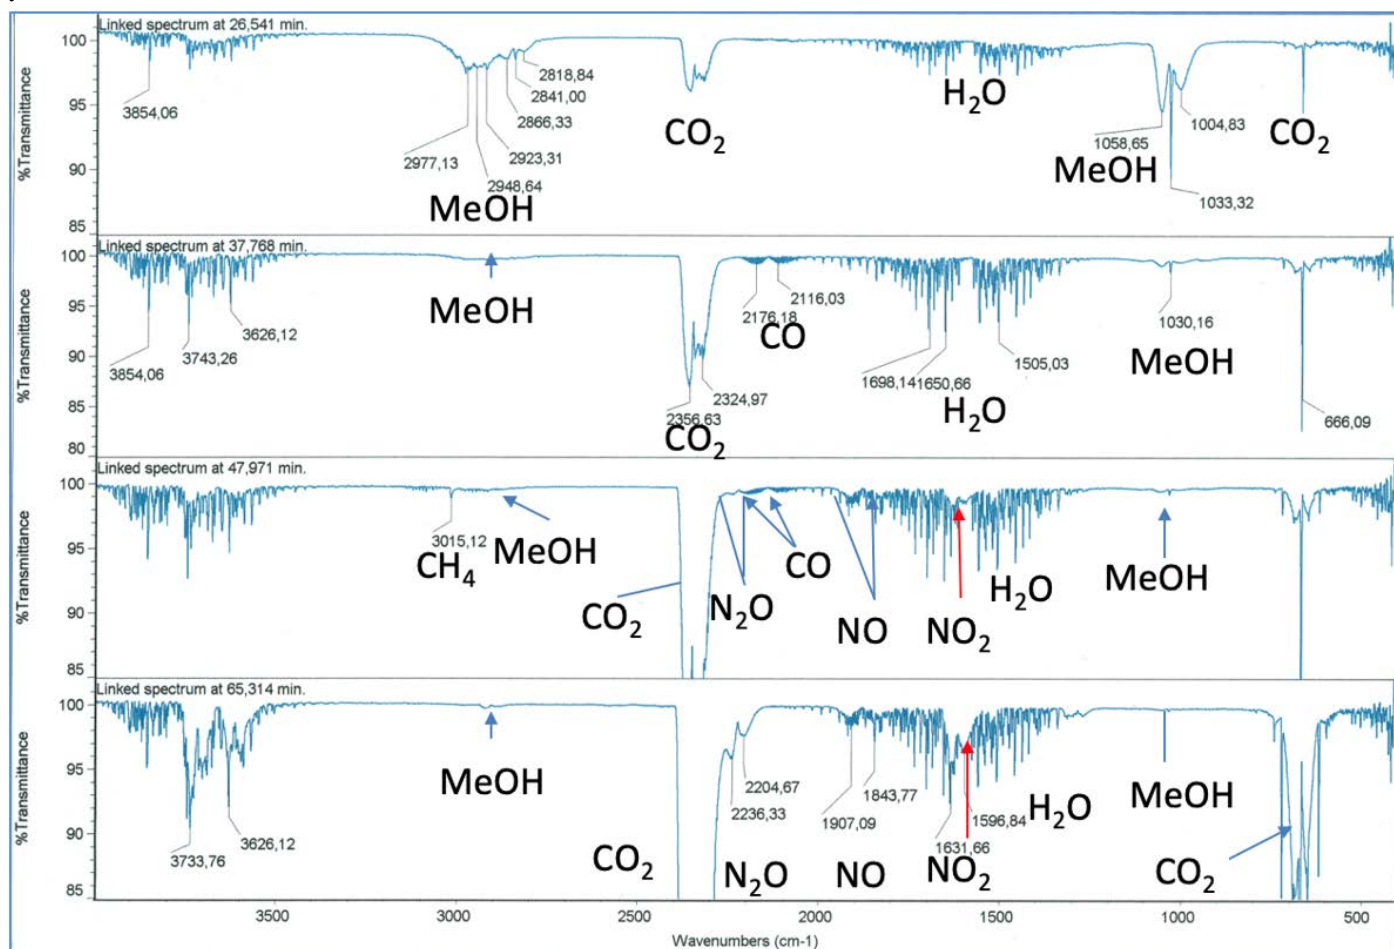 Linked spectrum at 26,541 min.
%Transmittance
100
95
90
85
3854,06
2977,13
2948,64
2923,31
2866,33
2841,00
2818,84
MeOH
CO2
H2O
1058,65
MeOH
1033,32
1004,83
CO2
Linked spectrum at 37,768 min.
%Transmittance
100
95
90
85
80
3854,06
3743,26
3626,12
MeOH
2356,63
2324,97
CO2
2176,18
2116,03
CO
1698,14
1650,66
1505,03
H2O
1030,16
MeOH
666,09
Linked spectrum at 47,971 min.
%Transmittance
100
95
90
85
3015,12
CH4
MeOH
CO2
N2O
CO
NO
NO2
H2O
MeOH
Linked spectrum at 65,314 min.
%Transmittance
100
95
90
85
3733,76
3626,12
MeOH
CO2
2236,33
2204,67
N2O
1907,09
1843,77
NO
1631,66
1596,84
NO2
H2O
MeOH
CO2
3500
3000
2500
2000
1500
1000
500
Wavenumbers (cm-1)